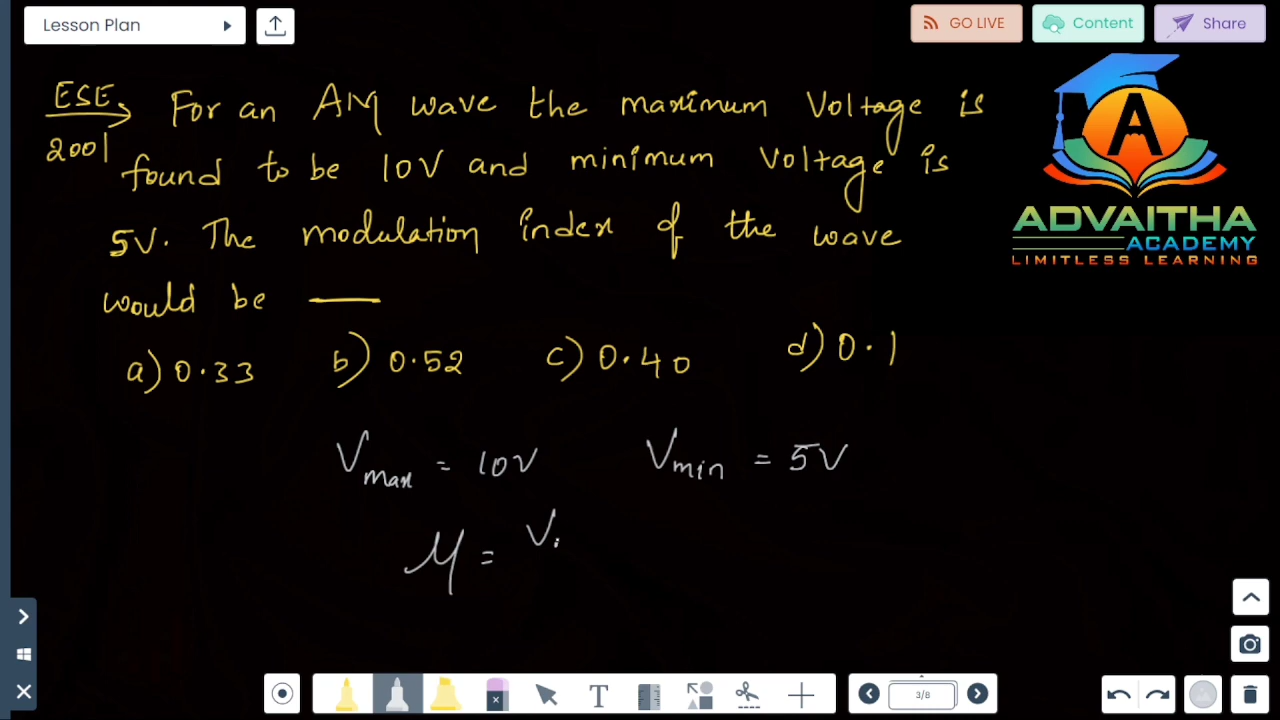 Lesson Plan
GO LIVE
Content
Share
ESE 2001 For an AM wave the maximum Voltage is
found to be 10V and minimum Voltage is
5V. The modulation index of the wave
would be ___
a) 0.33 b) 0.52 c) 0.40 d) 0.1
Vmax = 10V Vmin = 5V
μ = V
A
ADVAITHA
ACADEMY
LIMITLESS LEARNING
T
3/8